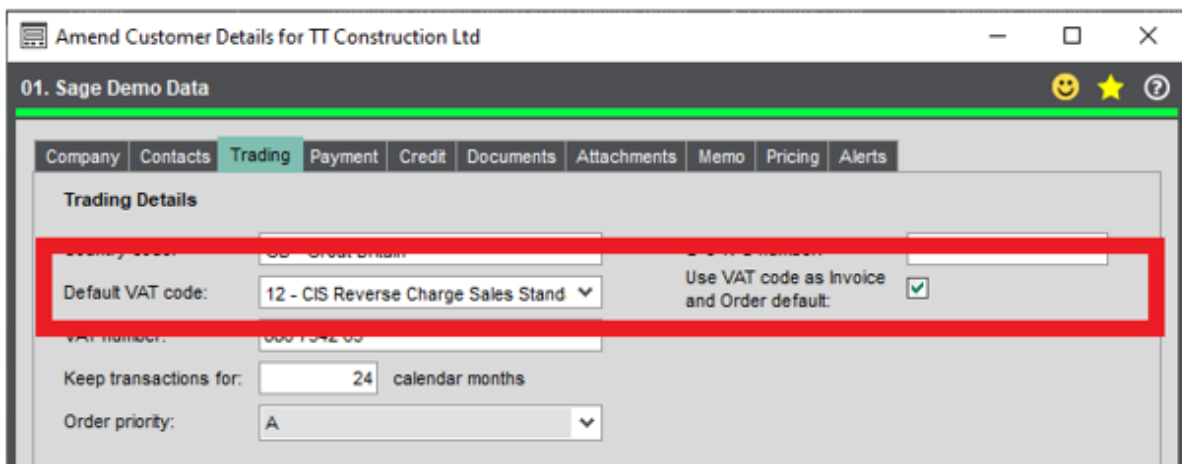 Amend Customer Details for TT Construction Ltd
01. Sage Demo Data
Company Contacts Trading Payment Credit Documents Attachments Memo Pricing Alerts
Trading Details
Default VAT code: 12 - CIS Reverse Charge Sales Stand
Use VAT code as Invoice
and Order default:
VAT number:
Keep transactions for: 24 calendar months
Order priority: A